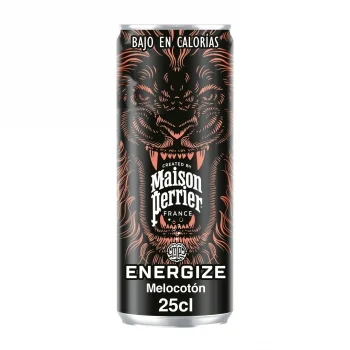 BAJO EN CALORÍAS
CREATED BY
Maison
Perrier
FRANCE
ENERGIZE
Melocotón
25cl